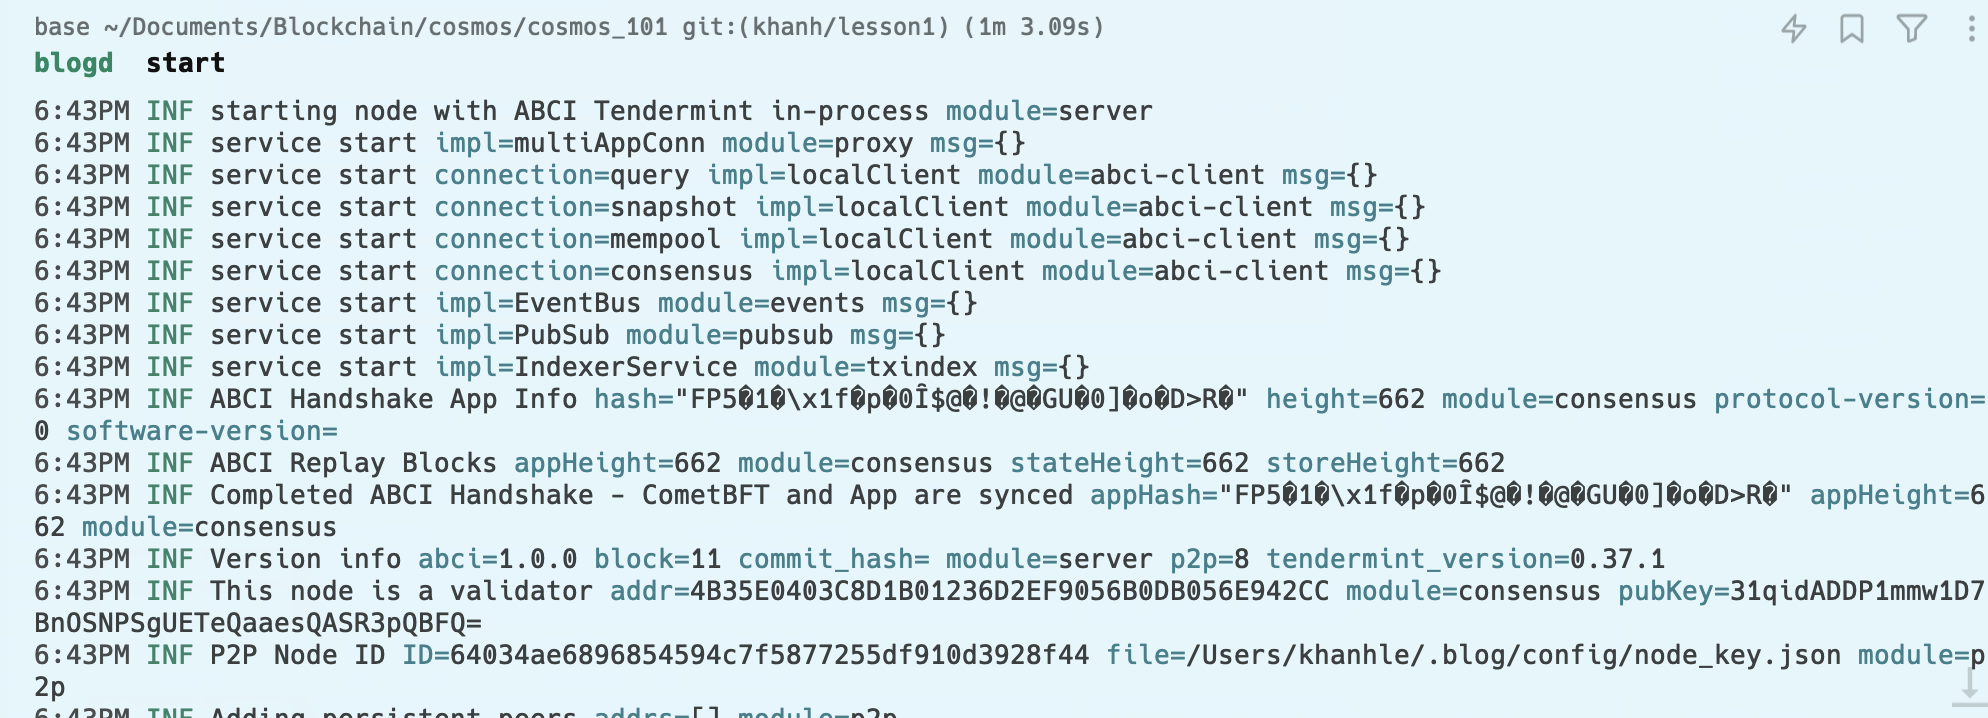 base ~/Documents/Blockchain/cosmos/cosmos_101 git:(khanh/lesson1) (1m 3.09s)
blogd  start
6:43PM INF starting node with ABCI Tendermint in-process module=server
6:43PM INF service start impl=multiAppConn module=proxy msg={}
6:43PM INF service start connection=query impl=localClient module=abci-client msg={}
6:43PM INF service start connection=snapshot impl=localClient module=abci-client msg={}
6:43PM INF service start connection=mempool impl=localClient module=abci-client msg={}
6:43PM INF service start connection=consensus impl=localClient module=abci-client msg={}
6:43PM INF service start impl=EventBus module=events msg={}
6:43PM INF service start impl=PubSub module=pubsub msg={}
6:43PM INF service start impl=IndexerService module=txindex msg={}
6:43PM INF ABCI Handshake App Info hash="FP5�1�\x1f�p�0Î$@�!�@�GU�0]�o�D>R�" height=662 module=consensus protocol-version=
0 software-version=
6:43PM INF ABCI Replay Blocks appHeight=662 module=consensus stateHeight=662 storeHeight=662
6:43PM INF Completed ABCI Handshake - CometBFT and App are synced appHash="FP5�1�\x1f�p�0Î$@�!�@�GU�0]�o�D>R�" appHeight=6
62 module=consensus
6:43PM INF Version info abci=1.0.0 block=11 commit_hash= module=server p2p=8 tendermint_version=0.37.1
6:43PM INF This node is a validator addr=4B35E0403C8D1B01236D2EF9056B0DB056E942CC module=consensus pubKey=31qidADDP1mmw1D7
BnOSNPSgUETeQaaesQASR3pQBFQ=
6:43PM INF P2P Node ID ID=64034ae6896854594c7f5877255df910d3928f44 file=/Users/khanhle/.blog/config/node_key.json module=p
2p
6:43PM INF Adding persistent peers addrs=[] module=p2p